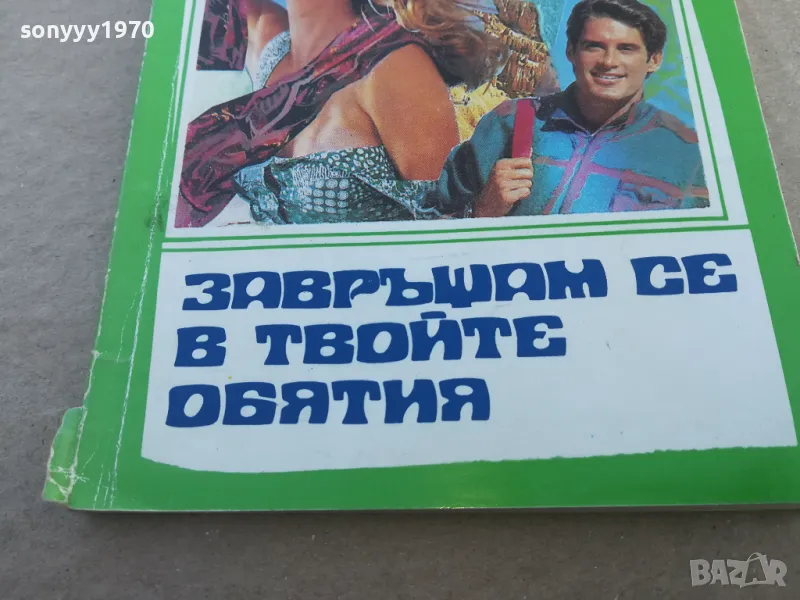 sonyyy1970
ЗАВРЪЩАМ СЕ
В ТВОЙТЕ
ОБЯТИЯ
BAZAR